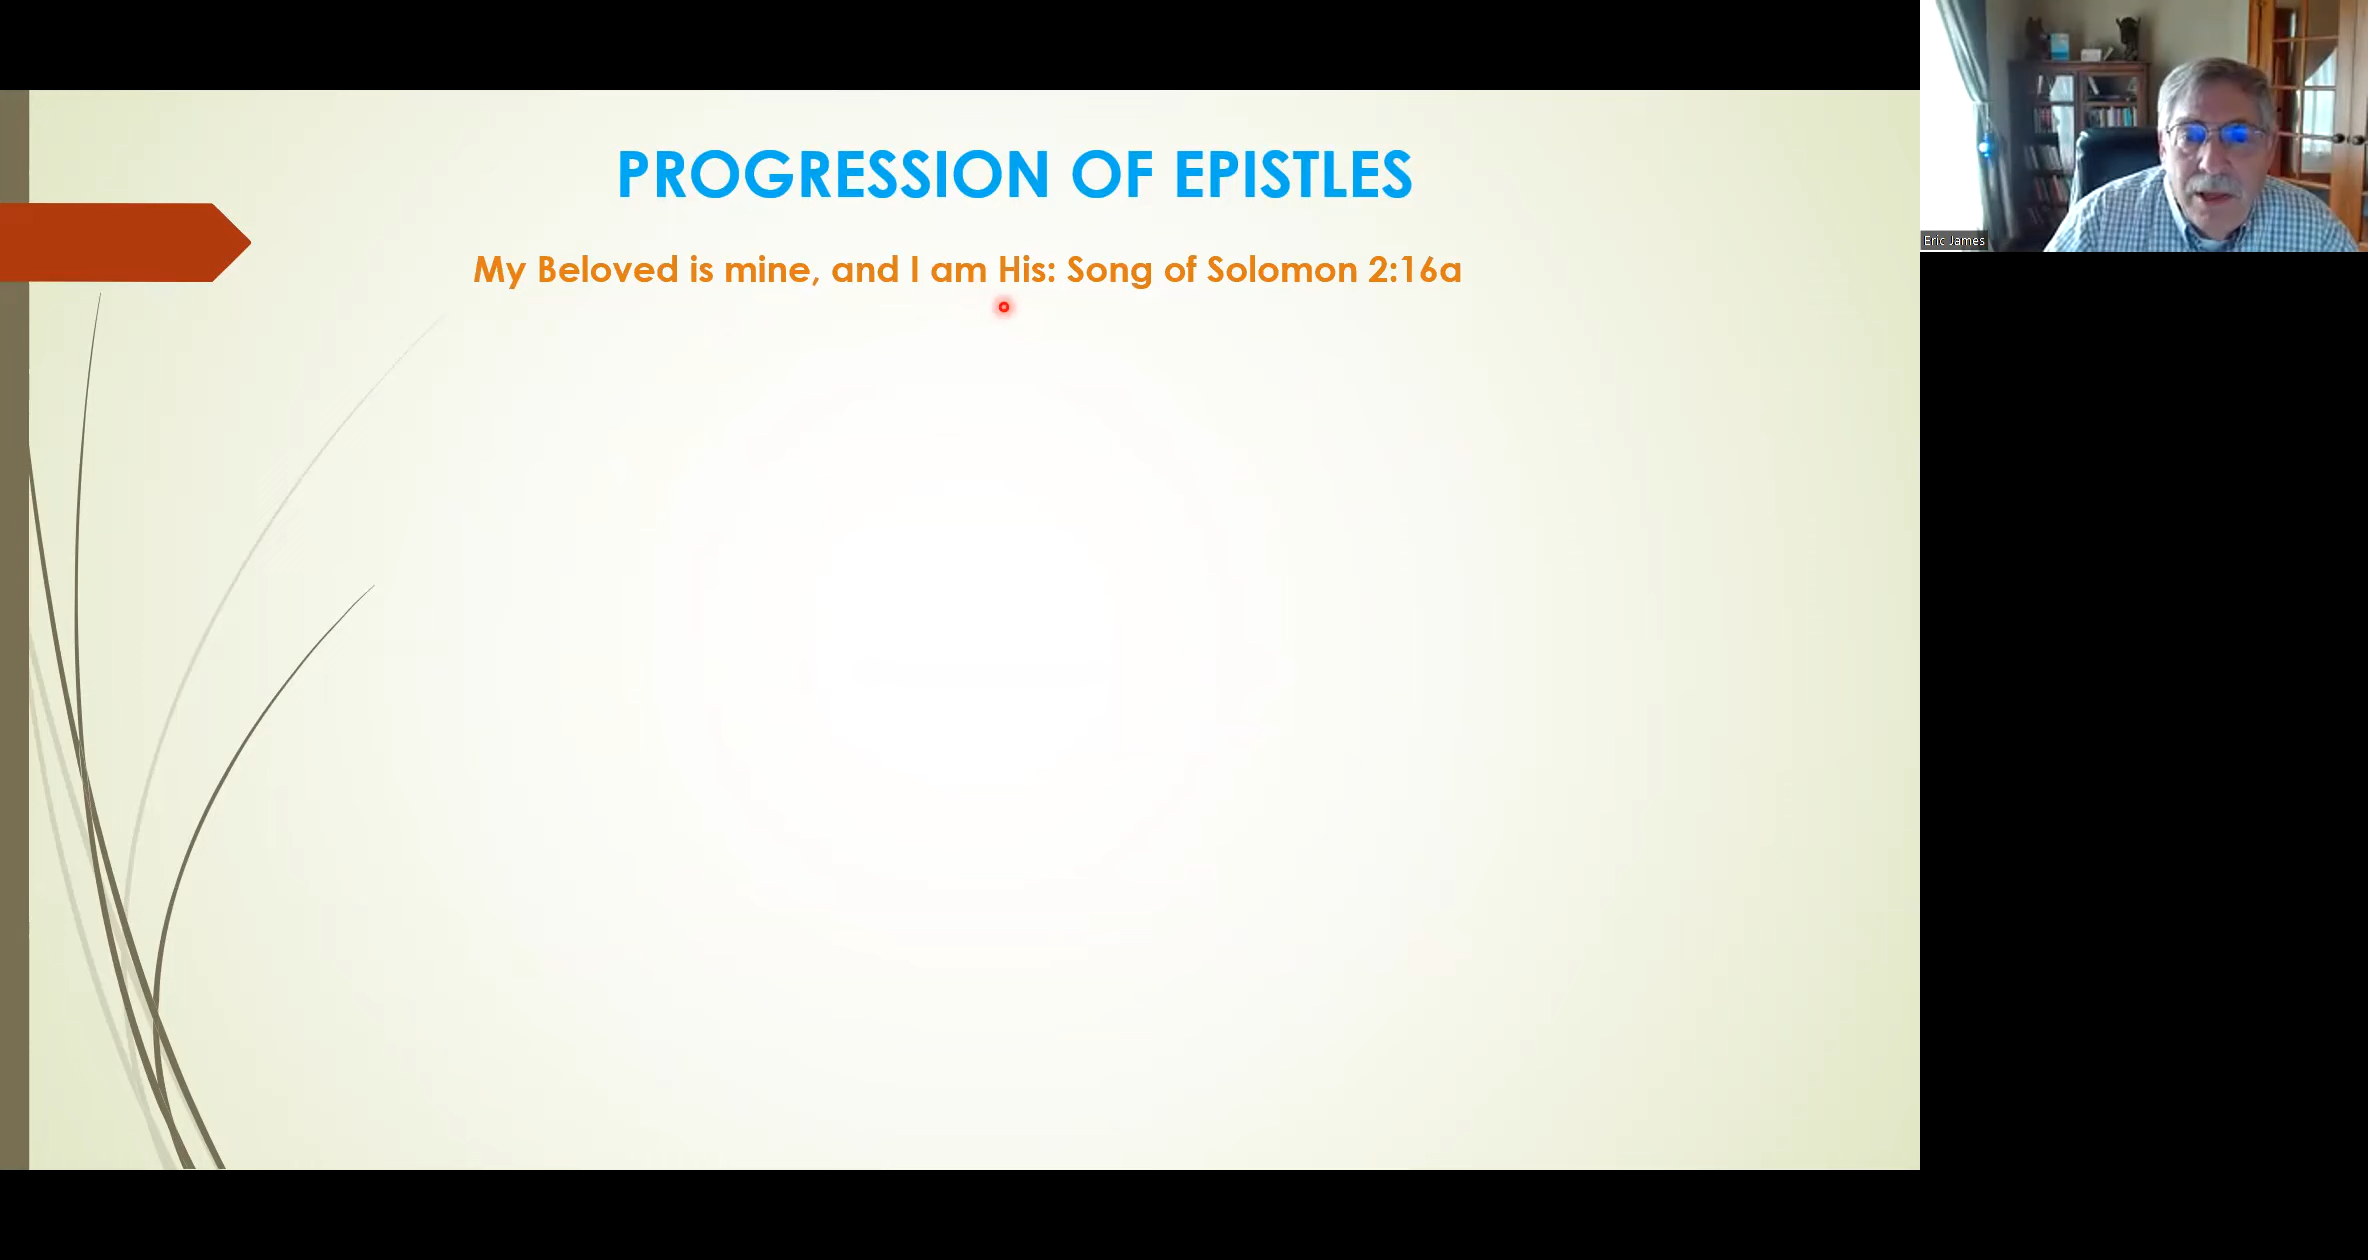 PROGRESSION OF EPISTLES
My Beloved is mine, and I am His: Song of Solomon 2:16a
Eric James